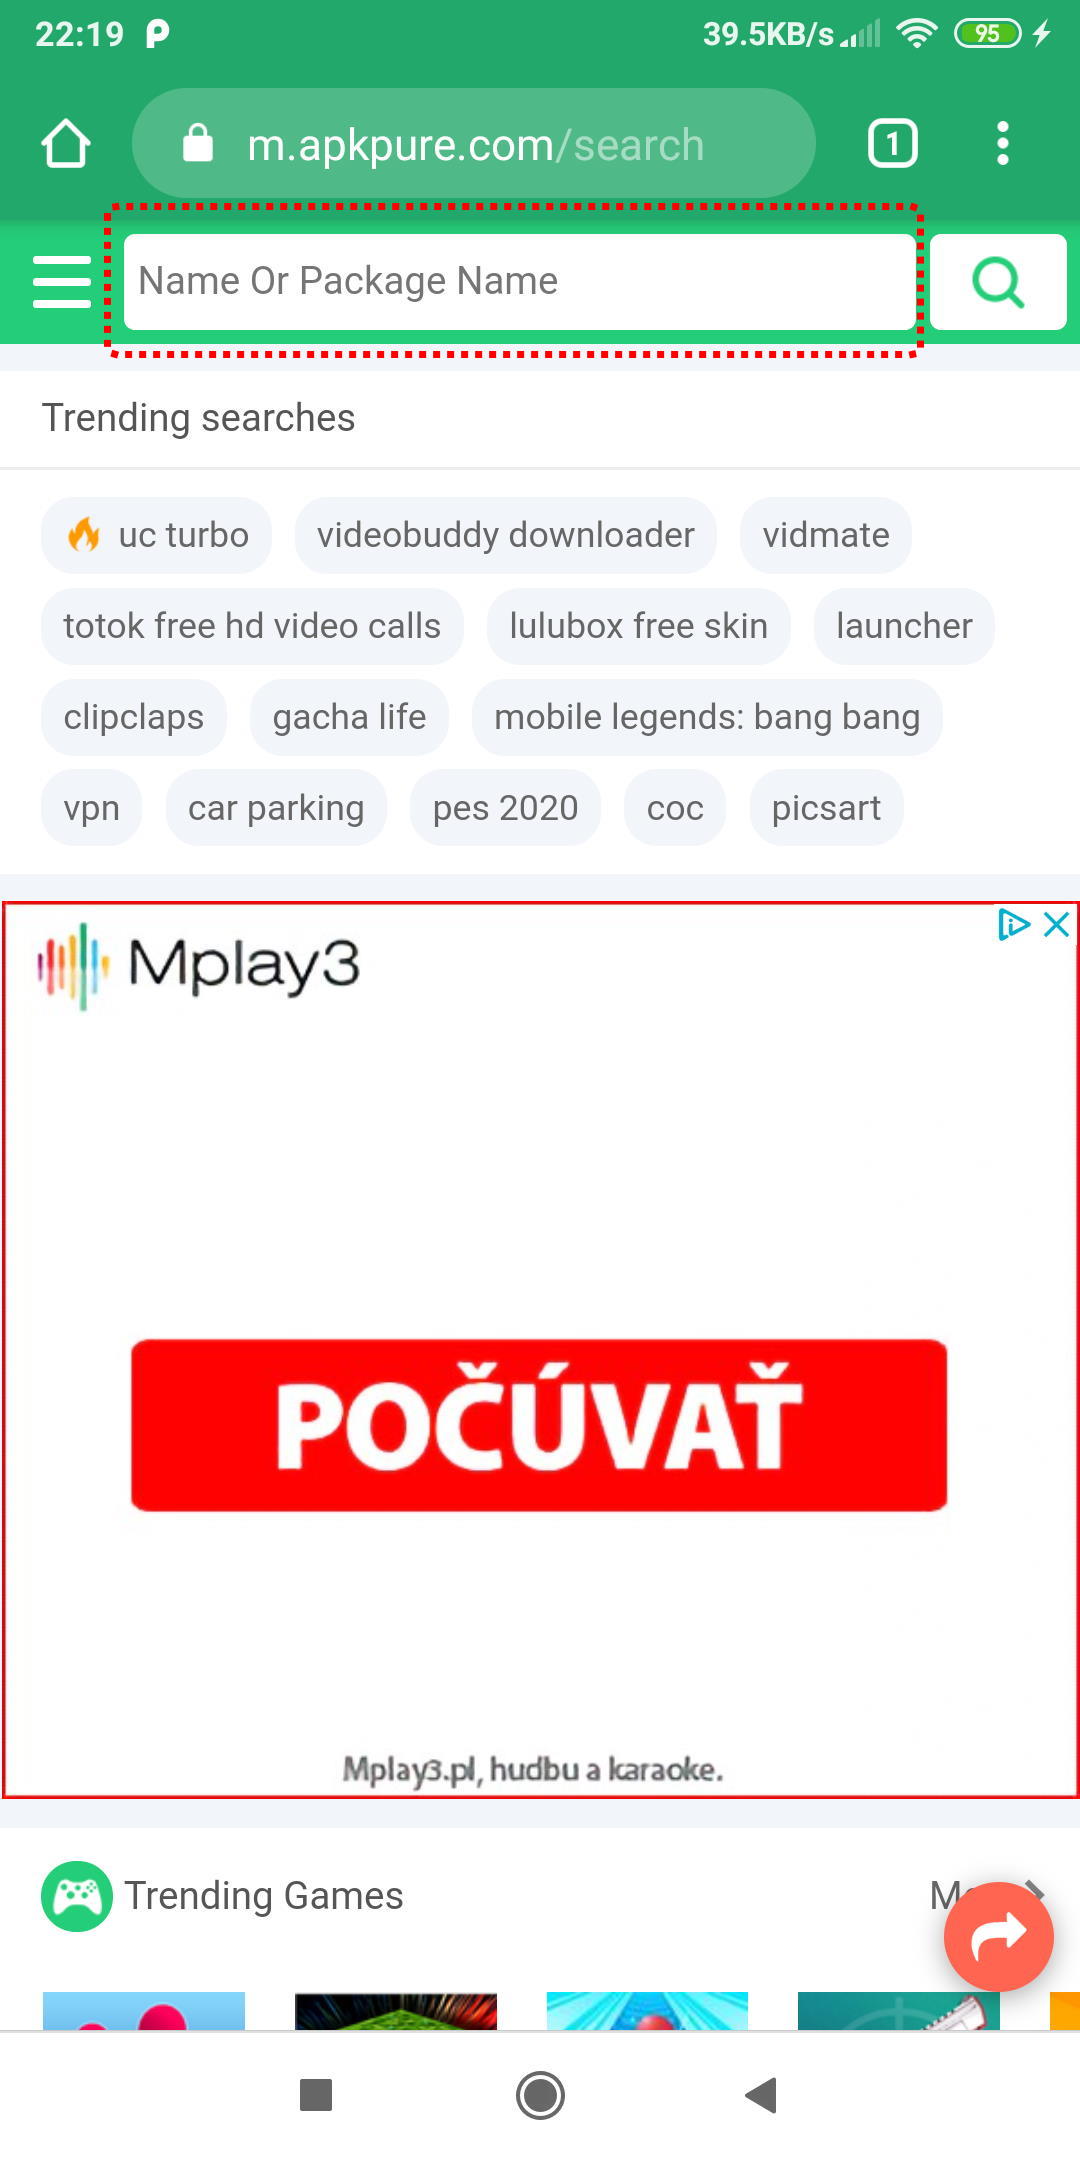 22:19 39.5KB/s 95
m.apkpure.com/search 1
Name Or Package Name
Trending searches
uc turbo videobuddy downloader vidmate
totok free hd video calls lulubox free skin launcher
clipclaps gacha life mobile legends: bang bang
vpn car parking pes 2020 coc picsart
Mplay3
POČÚVAŤ
Mplay3.pl, hudbu a karaoke.
Trending Games